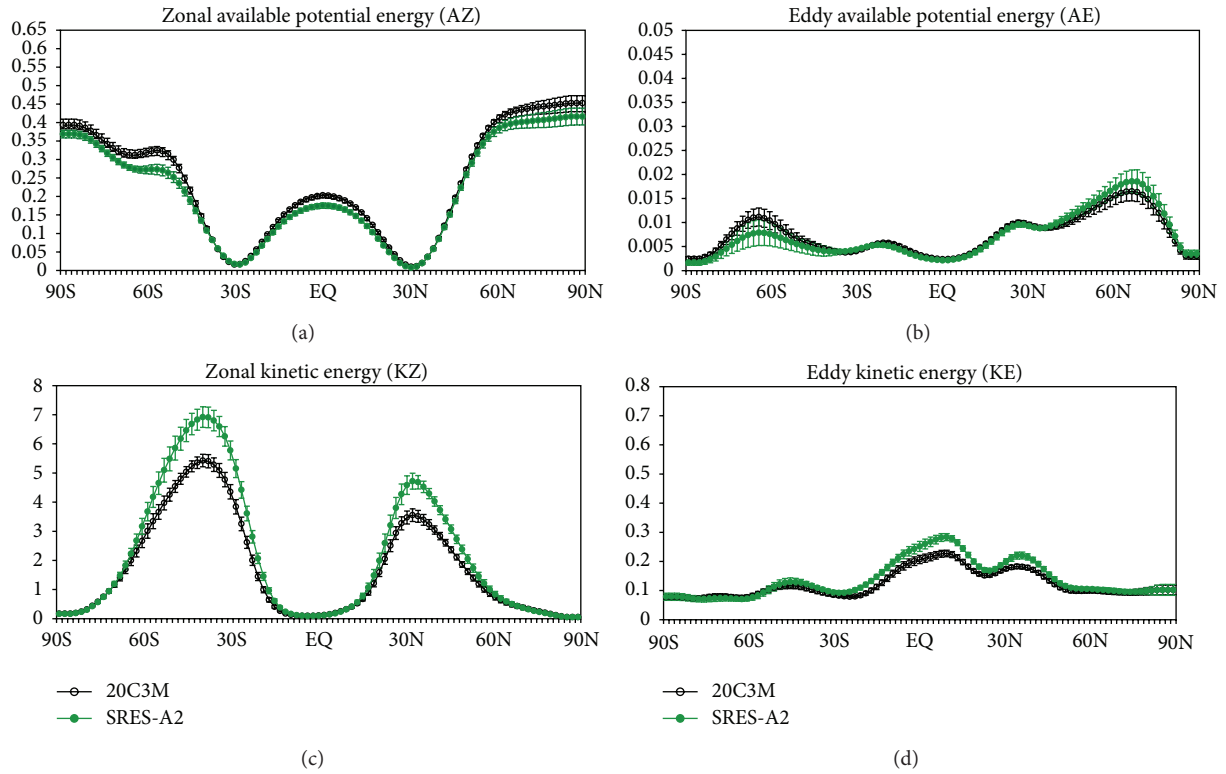 Zonal available potential energy (AZ)
0.65
0.6
0.55
0.5
0.45
0.4
0.35
0.3
0.25
0.2
0.15
0.1
0.05
0
90S 60S 30S EQ 30N 60N 90N
(a)
Eddy available potential energy (AE)
0.05
0.045
0.04
0.035
0.03
0.025
0.02
0.015
0.01
0.005
0
90S 60S 30S EQ 30N 60N 90N
(b)
Zonal kinetic energy (KZ)
8
7
6
5
4
3
2
1
0
90S 60S 30S EQ 30N 60N 90N
20C3M
SRES-A2
(c)
Eddy kinetic energy (KE)
0.8
0.7
0.6
0.5
0.4
0.3
0.2
0.1
0
90S 60S 30S EQ 30N 60N 90N
20C3M
SRES-A2
(d)